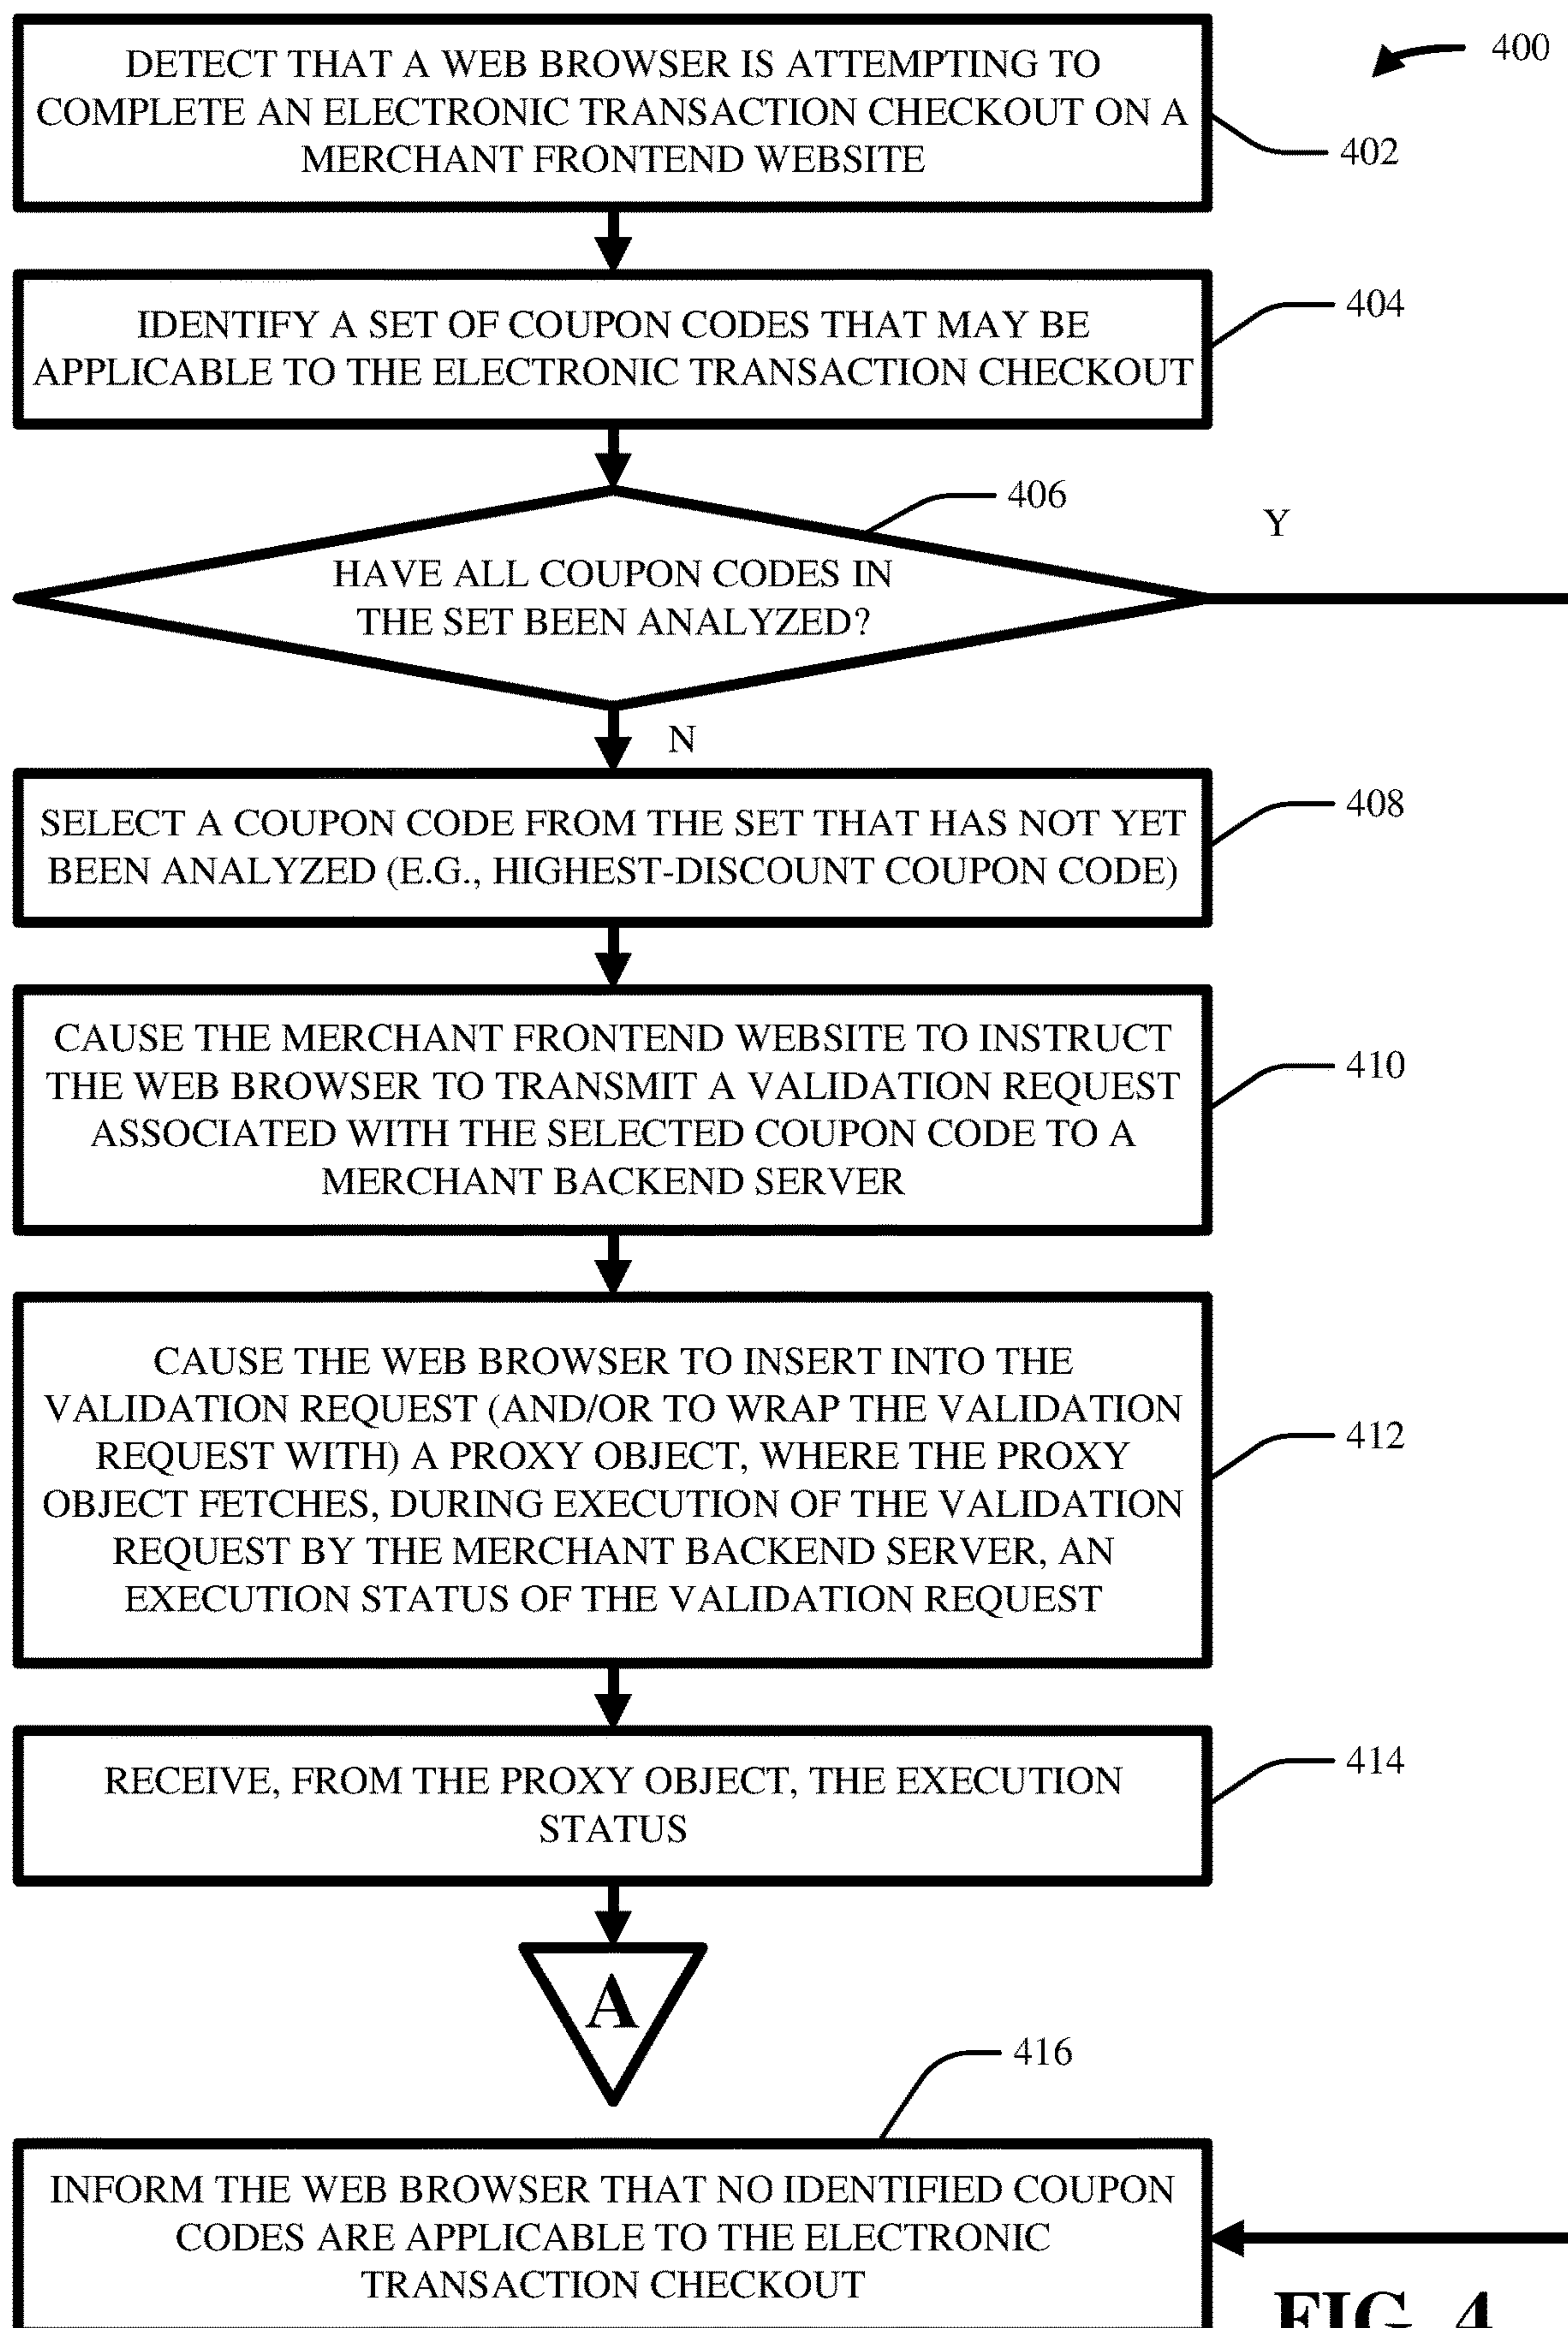 400
DETECT THAT A WEB BROWSER IS ATTEMPTING TO
COMPLETE AN ELECTRONIC TRANSACTION CHECKOUT ON A
MERCHANT FRONTEND WEBSITE
402
IDENTIFY A SET OF COUPON CODES THAT MAY BE
APPLICABLE TO THE ELECTRONIC TRANSACTION CHECKOUT
404
406
HAVE ALL COUPON CODES IN
THE SET BEEN ANALYZED?
Y
N
SELECT A COUPON CODE FROM THE SET THAT HAS NOT YET
BEEN ANALYZED (E.G., HIGHEST-DISCOUNT COUPON CODE)
408
CAUSE THE MERCHANT FRONTEND WEBSITE TO INSTRUCT
THE WEB BROWSER TO TRANSMIT A VALIDATION REQUEST
ASSOCIATED WITH THE SELECTED COUPON CODE TO A
MERCHANT BACKEND SERVER
410
CAUSE THE WEB BROWSER TO INSERT INTO THE
VALIDATION REQUEST (AND/OR TO WRAP THE VALIDATION
REQUEST WITH) A PROXY OBJECT, WHERE THE PROXY
OBJECT FETCHES, DURING EXECUTION OF THE VALIDATION
REQUEST BY THE MERCHANT BACKEND SERVER, AN
EXECUTION STATUS OF THE VALIDATION REQUEST
412
RECEIVE, FROM THE PROXY OBJECT, THE EXECUTION
STATUS
414
A
416
INFORM THE WEB BROWSER THAT NO IDENTIFIED COUPON
CODES ARE APPLICABLE TO THE ELECTRONIC
TRANSACTION CHECKOUT
FIG. 4